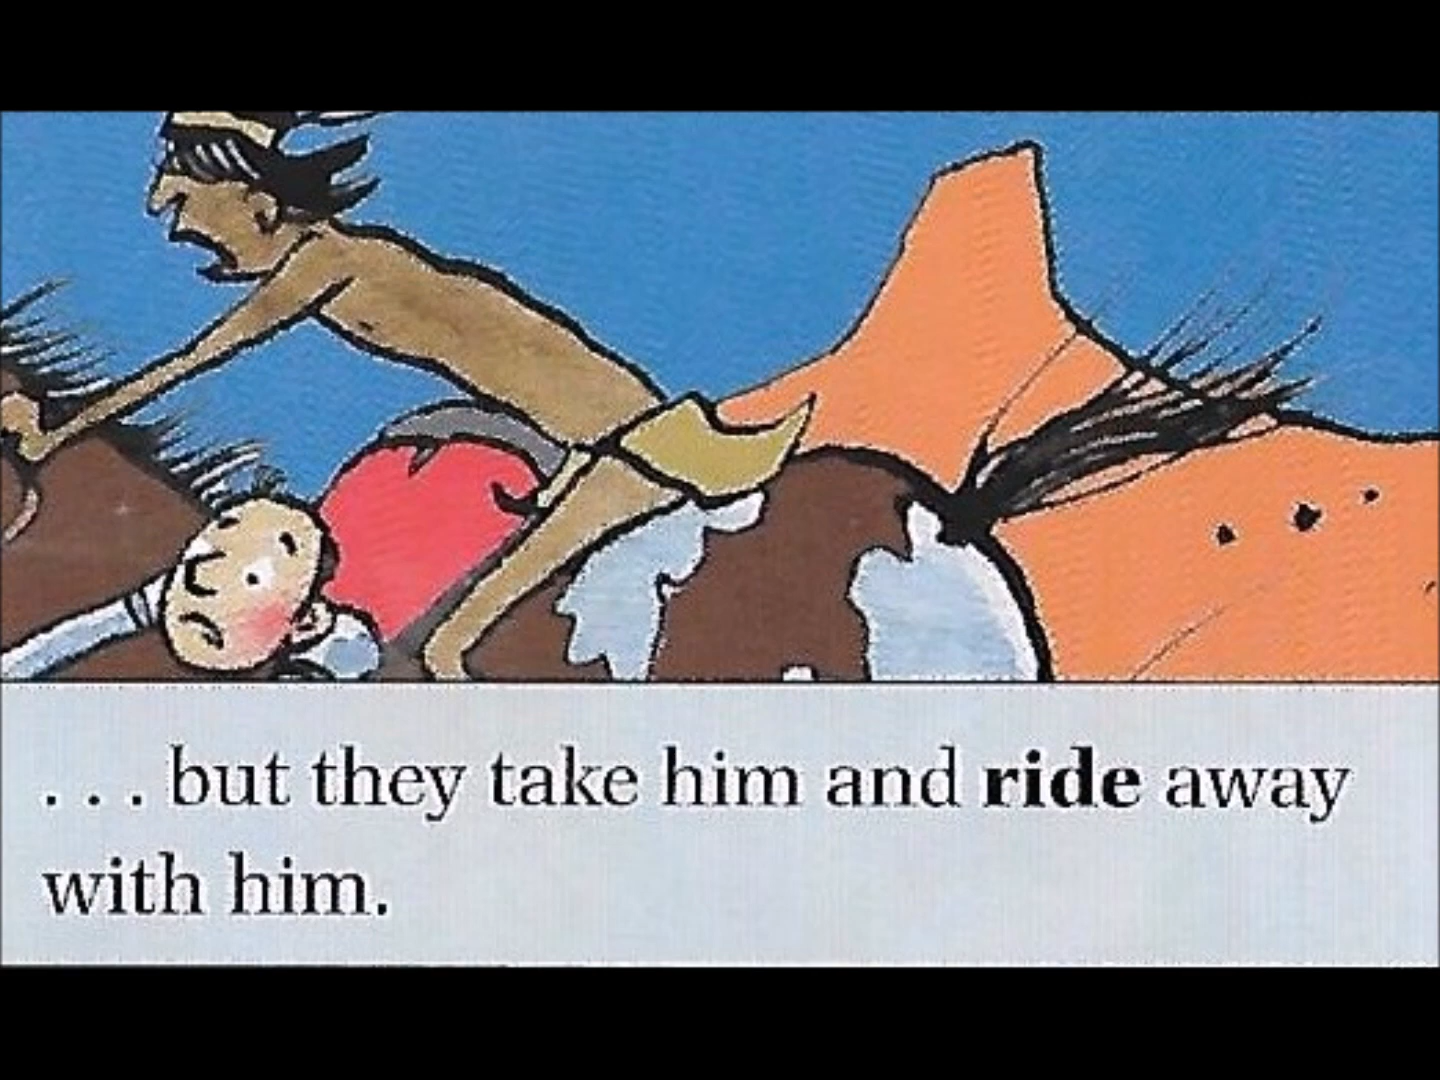 . . . but they take him and ride away
with him.